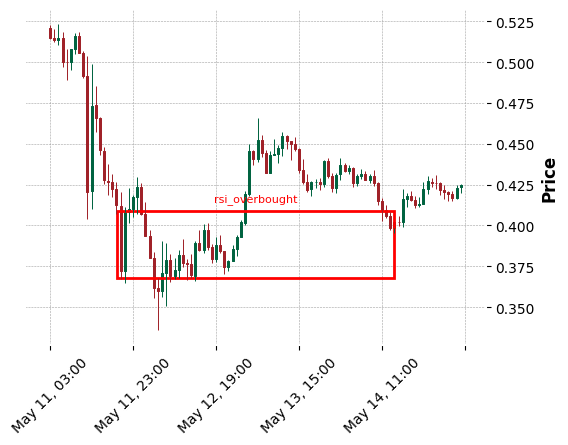 0.525
0.500
0.475
0.450
0.425
0.400
0.375
0.350
Price
rsi_overbought
May 11, 03:00
May 11, 23:00
May 12, 19:00
May 13, 15:00
May 14, 11:00